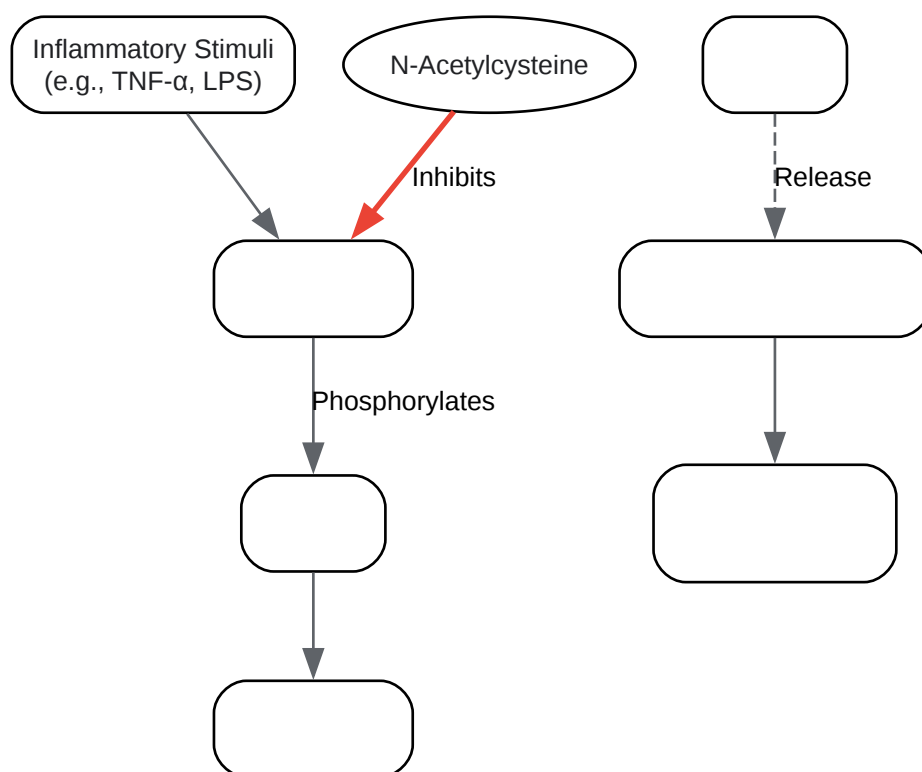 Inflammatory Stimuli
(e.g., TNF-α, LPS)
N-Acetylcysteine
Inhibits
Release
Phosphorylates